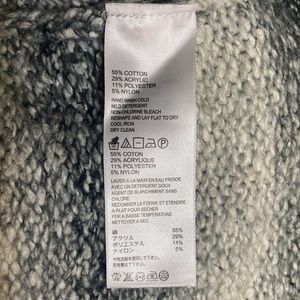 55% COTTON
29% ACRYLIC
11% POLYESTER
5% NYLON
HAND WASH COLD
MILD DETERGENT
NON-CHLORINE BLEACH
RESHAPE AND LAY FLAT TO DRY
COOL IRON
DRY CLEAN
55% COTON
29% ACRYLIQUE
11% POLYESTER
5% NYLON
LAVER A LA MAIN EN EAU FROIDE
AVEC UN DETERGENT DOUX
AGENT DE BLANCHIMENT SANS
CHLORE
REDONNER LA FORME ET ETENDRE
A PLAT POUR SECHER
FER A BASSE TEMPERATURE
NETTOYER A SEC
綿 55%
アクリル 29%
ポリエステル 11%
ナイロン 5%